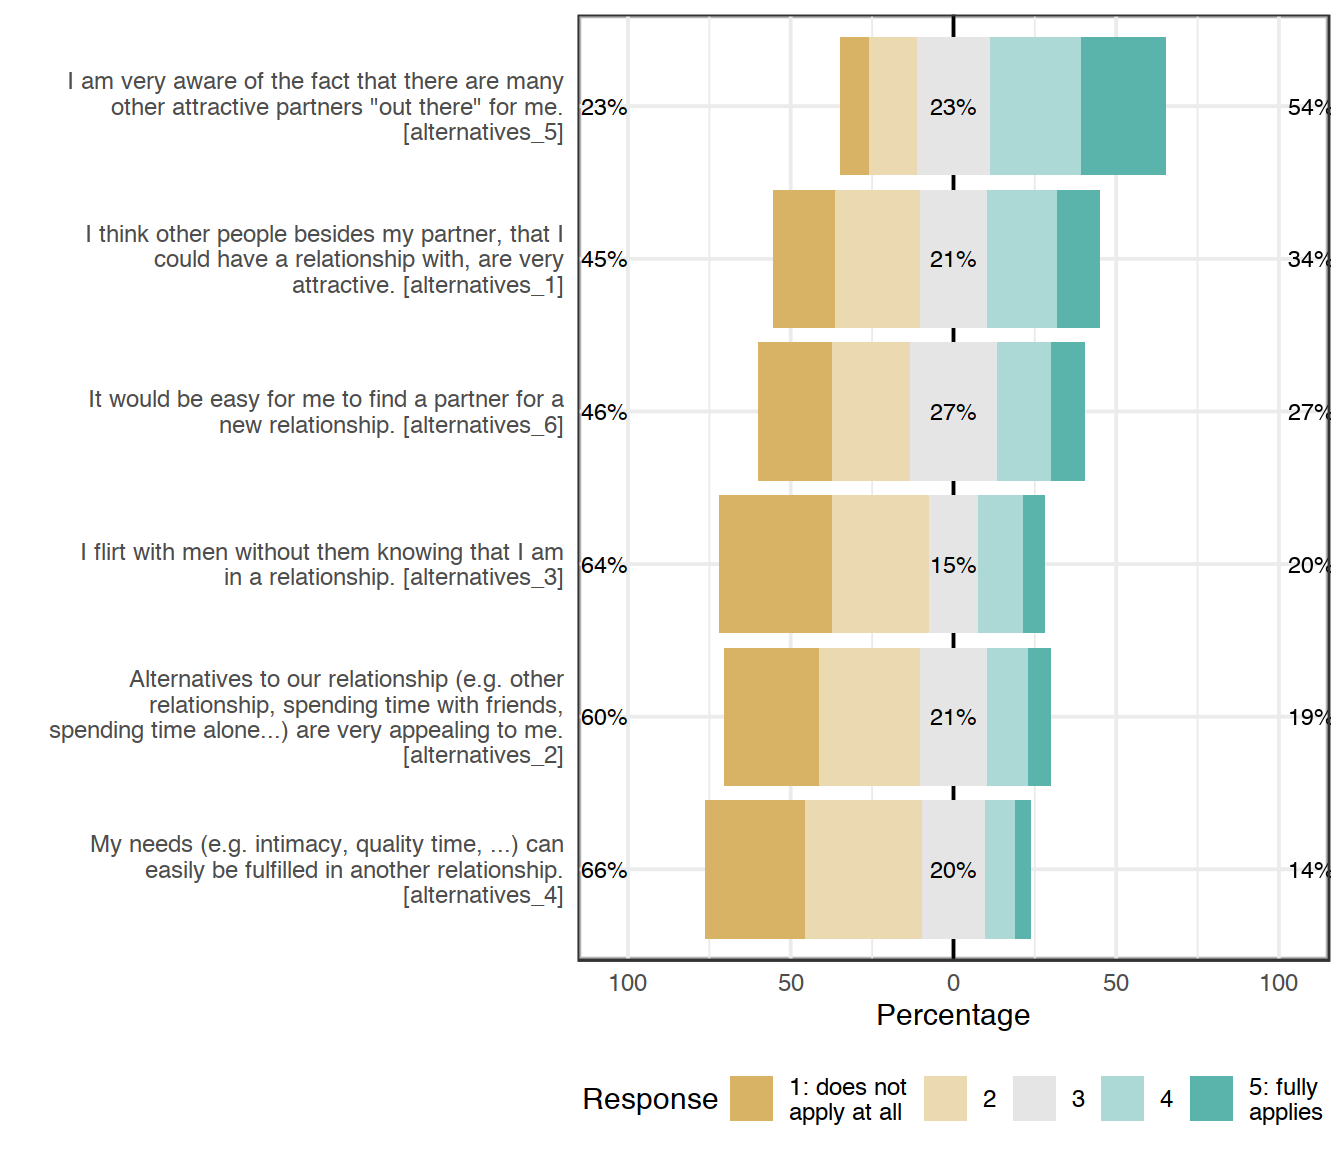 I am very aware of the fact that there are many
other attractive partners "out there" for me.
[alternatives_5]
23%
23%
54%
I think other people besides my partner, that I
could have a relationship with, are very
attractive. [alternatives_1]
45%
21%
34%
It would be easy for me to find a partner for a
new relationship. [alternatives_6]
46%
27%
27%
I flirt with men without them knowing that I am
in a relationship. [alternatives_3]
64%
15%
20%
Alternatives to our relationship (e.g. other
relationship, spending time with friends,
spending time alone...) are very appealing to me.
[alternatives_2]
60%
21%
19%
My needs (e.g. intimacy, quality time, ...) can
easily be fulfilled in another relationship.
[alternatives_4]
66%
20%
14%
100 50 0 50 100
Percentage
Response
1: does not
apply at all
2
3
4
5: fully
applies